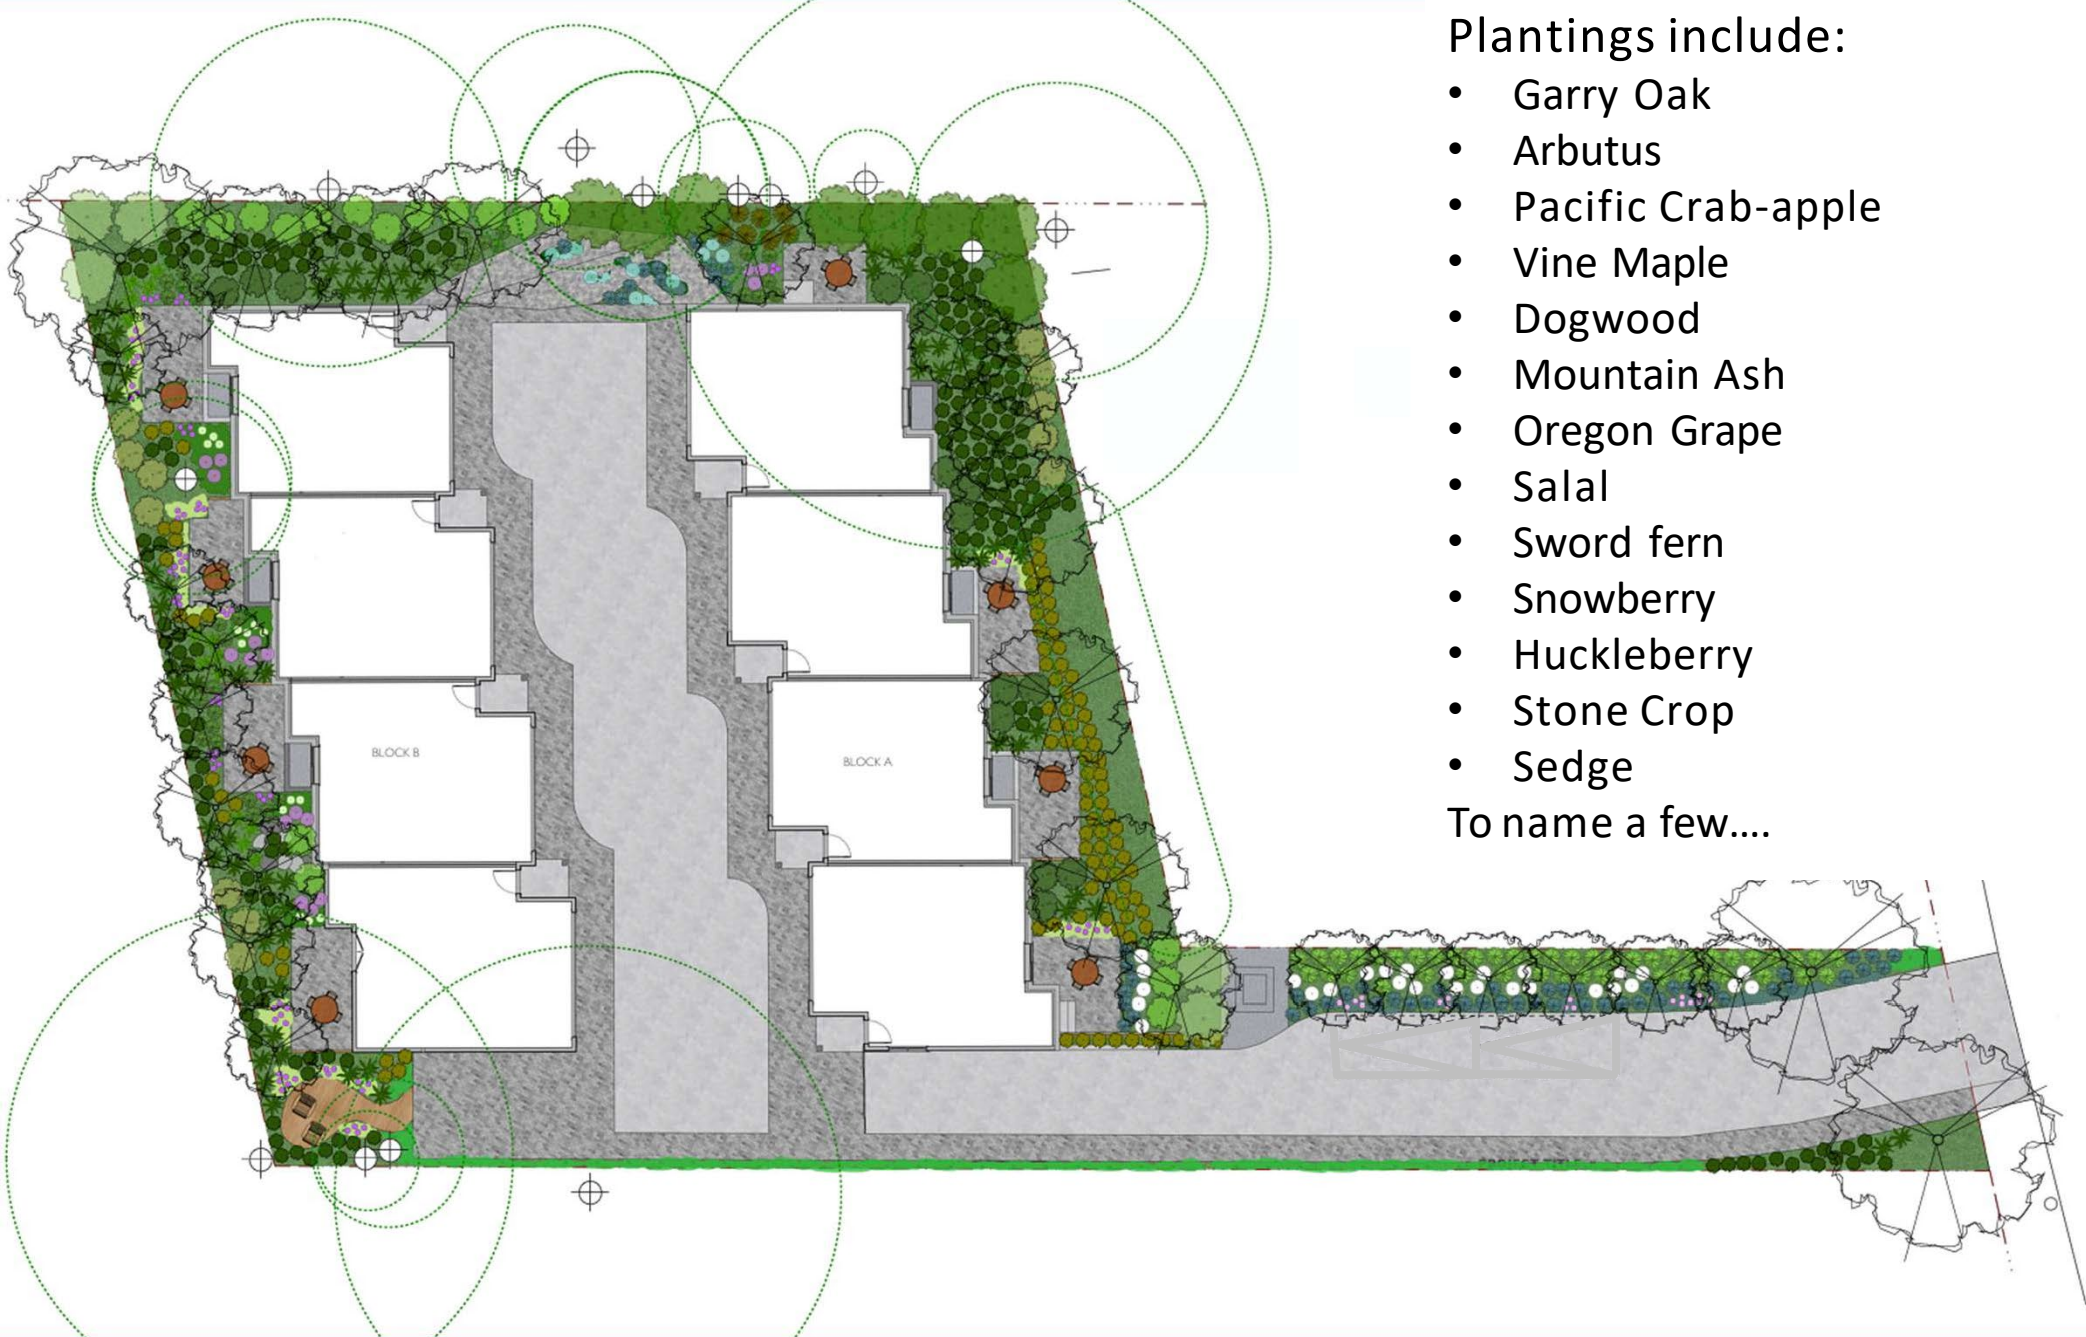 Plantings include:
• Garry Oak
• Arbutus
• Pacific Crab-apple
• Vine Maple
• Dogwood
• Mountain Ash
• Oregon Grape
• Salal
• Sword fern
• Snowberry
• Huckleberry
• Stone Crop
• Sedge
To name a few....
BLOCK B
BLOCK A